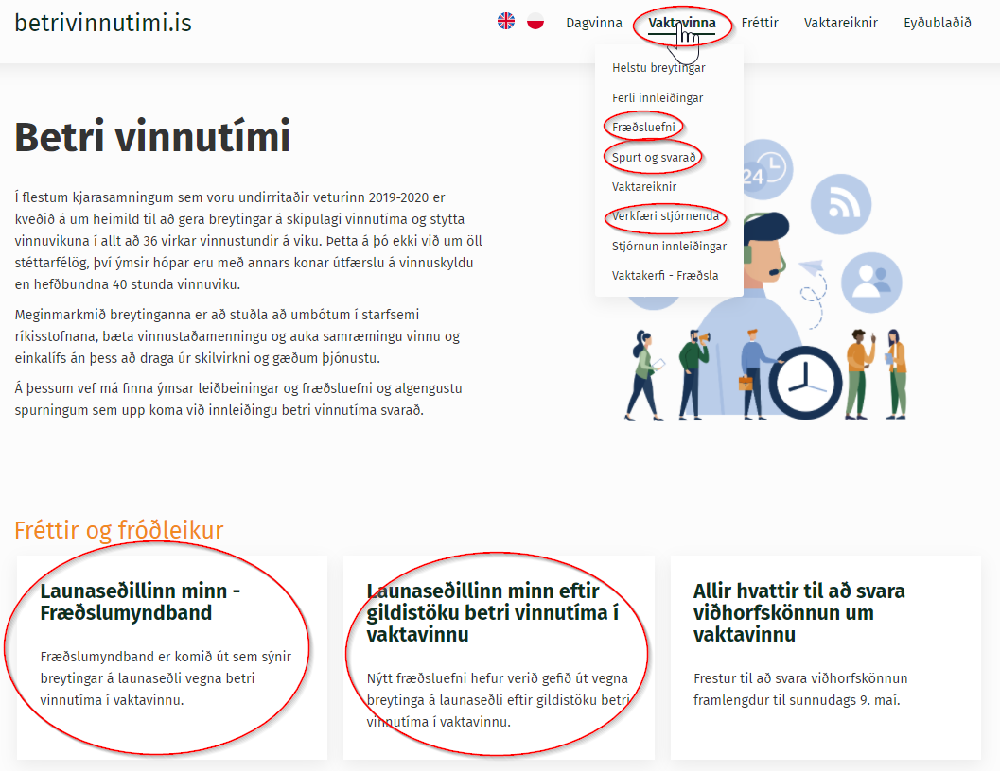 betrivinnutimi.is
Dagvinna Vaktavinna Fréttir Vaktareiknir Eyðublaðið
Helstu breytingar
Ferli innleiðingar
Fræðsluefni
Spurt og svarað
Vaktareiknir
Verkfæri stjórnenda
Stjórnun innleiðingar
Vaktakerfi - Fræðsla
24
Betri vinnutími
Í flestum kjarasamningum sem voru undirritaðir veturinn 2019-2020 er
kveðið á um heimild til að gera breytingar á skipulagi vinnutíma og stytta
vinnuvikuna í allt að 36 virkar vinnustundir á viku. Þetta á þó ekki við um öll
stéttarfélög, því ýmsir hópar eru með annars konar útfærslu á vinnuskyldu
en hefðbundna 40 stunda vinnuviku.
Meginmarkmið breytinganna er að stuðla að umbótum í starfsemi
ríkisstofnana, bæta vinnustaðamenningu og auka samræmingu vinnu og
einkalífs án þess að draga úr skilvirkni og gæðum þjónustu.
Á þessum vef má finna ýmsar leiðbeiningar og fræðsluefni og algengustu
spurningum sem upp koma við innleiðingu betri vinnutíma svarað.
Fréttir og fróðleikur
Launaseðillinn minn -
Fræðslumyndband
Fræðslumyndband er komið út sem sýnir
breytingar á launaseðli vegna betri
vinnutíma í vaktavinnu.
Launaseðillinn minn eftir
gildistöku betri vinnutíma í
vaktavinnu
Nýtt fræðsluefni hefur verið gefið út vegna
breytinga á launaseðli eftir gildistöku betri
vinnutíma í vaktavinnu.
Allir hvattir til að svara
viðhorfskönnun um
vaktavinnu
Frestur til að svara viðhorfskönnun
framlengdur til sunnudags 9. maí.